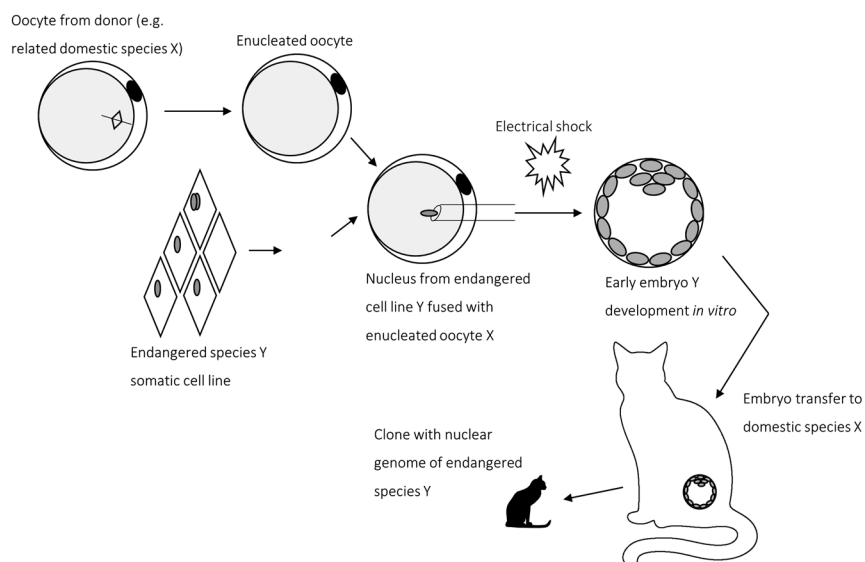 Oocyte from donor (e.g.
related domestic species X)
Enucleated oocyte
Electrical shock
Nucleus from endangered
cell line Y fused with
enucleated oocyte X
Early embryo Y
development in vitro
Endangered species Y
somatic cell line
Embryo transfer to
domestic species X
Clone with nuclear
genome of endangered
species Y